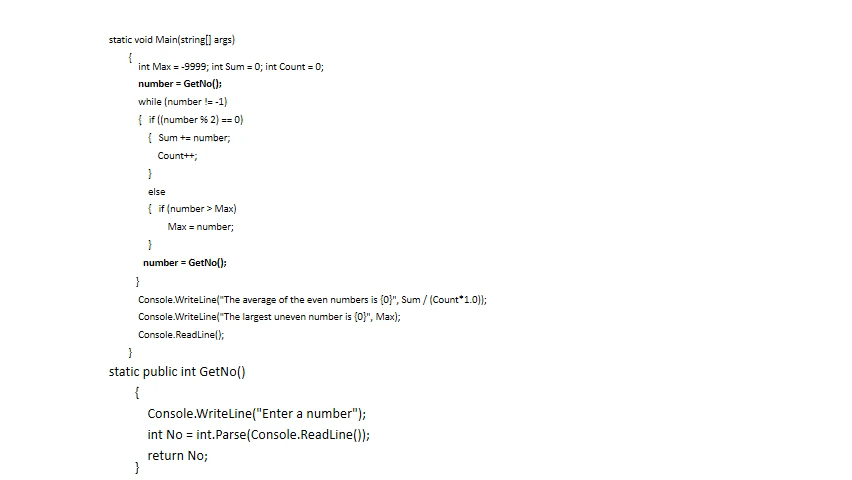 static void Main(string[] args)
{
int Max = -9999; int Sum = 0; int Count = 0;
number = GetNo();
while (number != -1)
{ if ((number % 2) == 0)
{ Sum += number;
Count++;
}
else
{ if (number > Max)
Max = number;
}
number = GetNo();
}
Console.WriteLine("The average of the even numbers is {0}", Sum / (Count*1.0));
Console.WriteLine("The largest uneven number is {0}", Max);
Console.ReadLine();
}
static public int GetNo()
{
Console.WriteLine("Enter a number");
int No = int.Parse(Console.ReadLine());
return No;
}